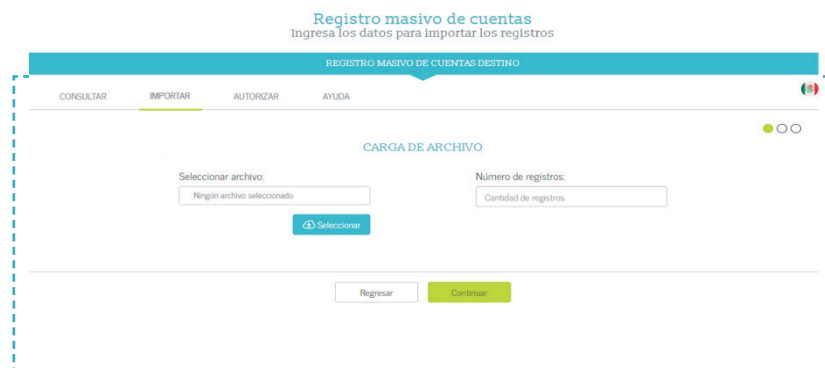 Registro masivo de cuentas
Ingresa los datos para importar los registros
REGISTRO MASIVO DE CUENTAS DESTINO
CONSULTAR IMPORTAR AUTORIZAR AYUDA
CARGA DE ARCHIVO
Seleccionar archivo: Número de registros:
Ningún archivo seleccionado Cantidad de registros
Seleccionar
Regresar Continuar